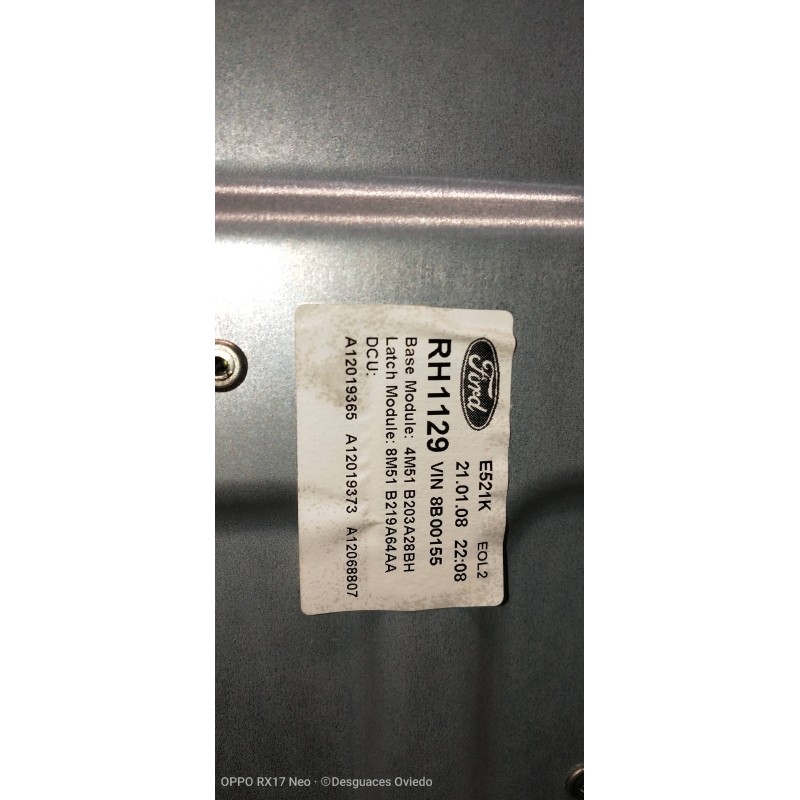 Ford
E521K EOL2
21.01.08 22:08
RH1129 VIN 8B00155
Base Module: 4M51 B203A28BH
Latch Module: 8M51 B219A64AA
DCU:
A12019365 A12019373 A12068807
OPPO RX17 Neo · ©Desguaces Oviedo